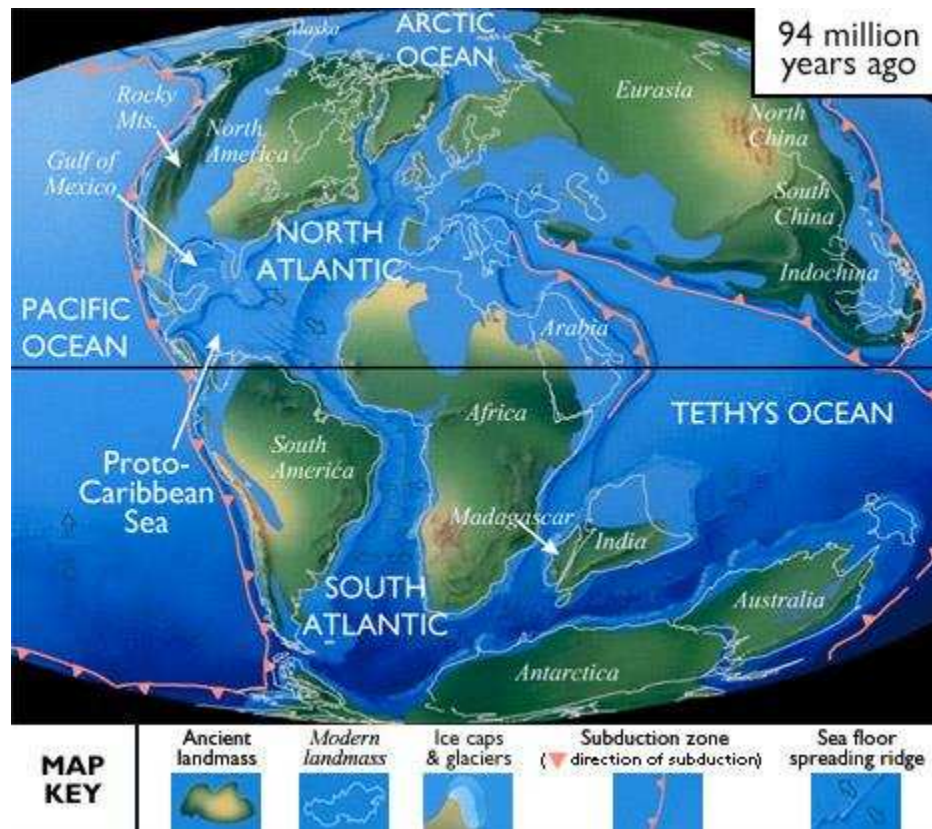 94 million
years ago
Alaska
ARCTIC
OCEAN
Rocky
Mts.
North
America
Eurasia
North
China
Gulf of
Mexico
South
China
NORTH
ATLANTIC
Indochina
PACIFIC
OCEAN
Arabia
Africa
TETHYS OCEAN
South
America
Proto-
Caribbean
Sea
Madagascar
India
SOUTH
ATLANTIC
Australia
Antarctica
MAP
KEY
Ancient
landmass
Modern
landmass
Ice caps
& glaciers
Subduction zone
(▼ direction of subduction)
Sea floor
spreading ridge